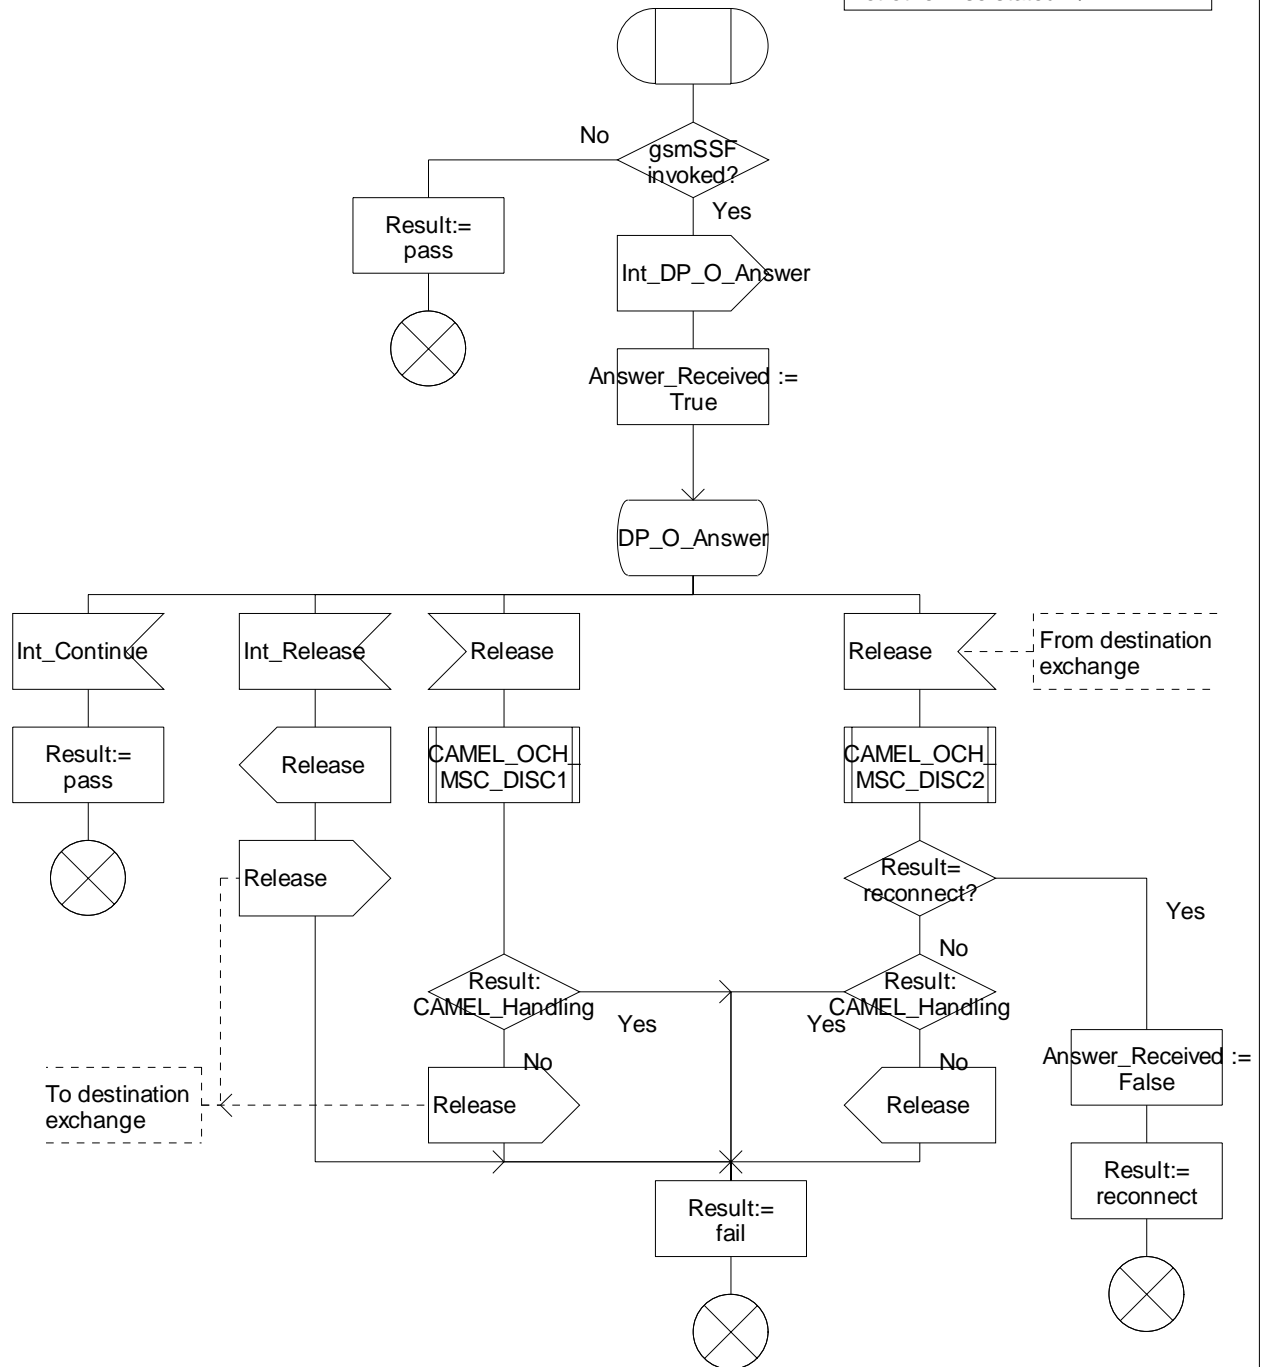 No
gsmSSF
invoked?
Yes
Result:=
pass
Int_DP_O_Answer
Answer_Received :=
True
DP_O_Answer
Int_Continue
Int_Release
Release
Release
From destination
exchange
Result:=
pass
Release
CAMEL_OCH_
MSC_DISC1
CAMEL_OCH_
MSC_DISC2
Release
Result=
reconnect?
Yes
No
Result:
CAMEL_Handling
Yes
Result:
CAMEL_Handling
Yes
No
No
To destination
exchange
Release
Release
Answer_Received :=
False
Result:=
fail
Result:=
reconnect